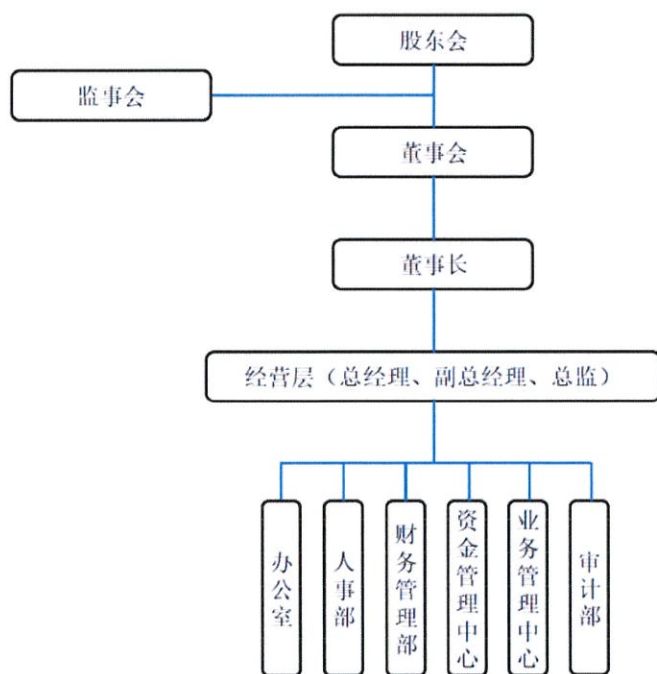 股东会
监事会
董事会
董事长
经营层（总经理、副总经理、总监）
办公室
人事部
财务管理部
资金管理中心
业务管理中心
审计部